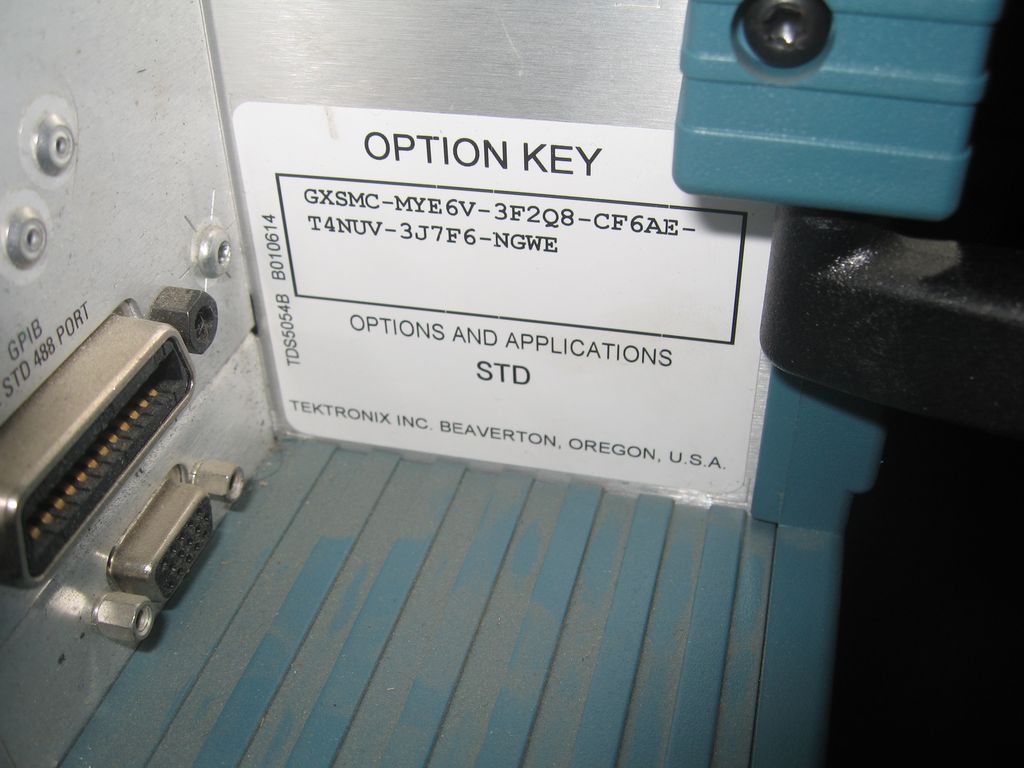 OPTION KEY
GXSMC-MYE6V-3F2Q8-CF6AE-
T4NUV-3J7F6-NGWE
TDS5054B B010614
OPTIONS AND APPLICATIONS
STD
TEKTRONIX INC. BEAVERTON, OREGON, U.S.A.
GPIB
STD 488 PORT